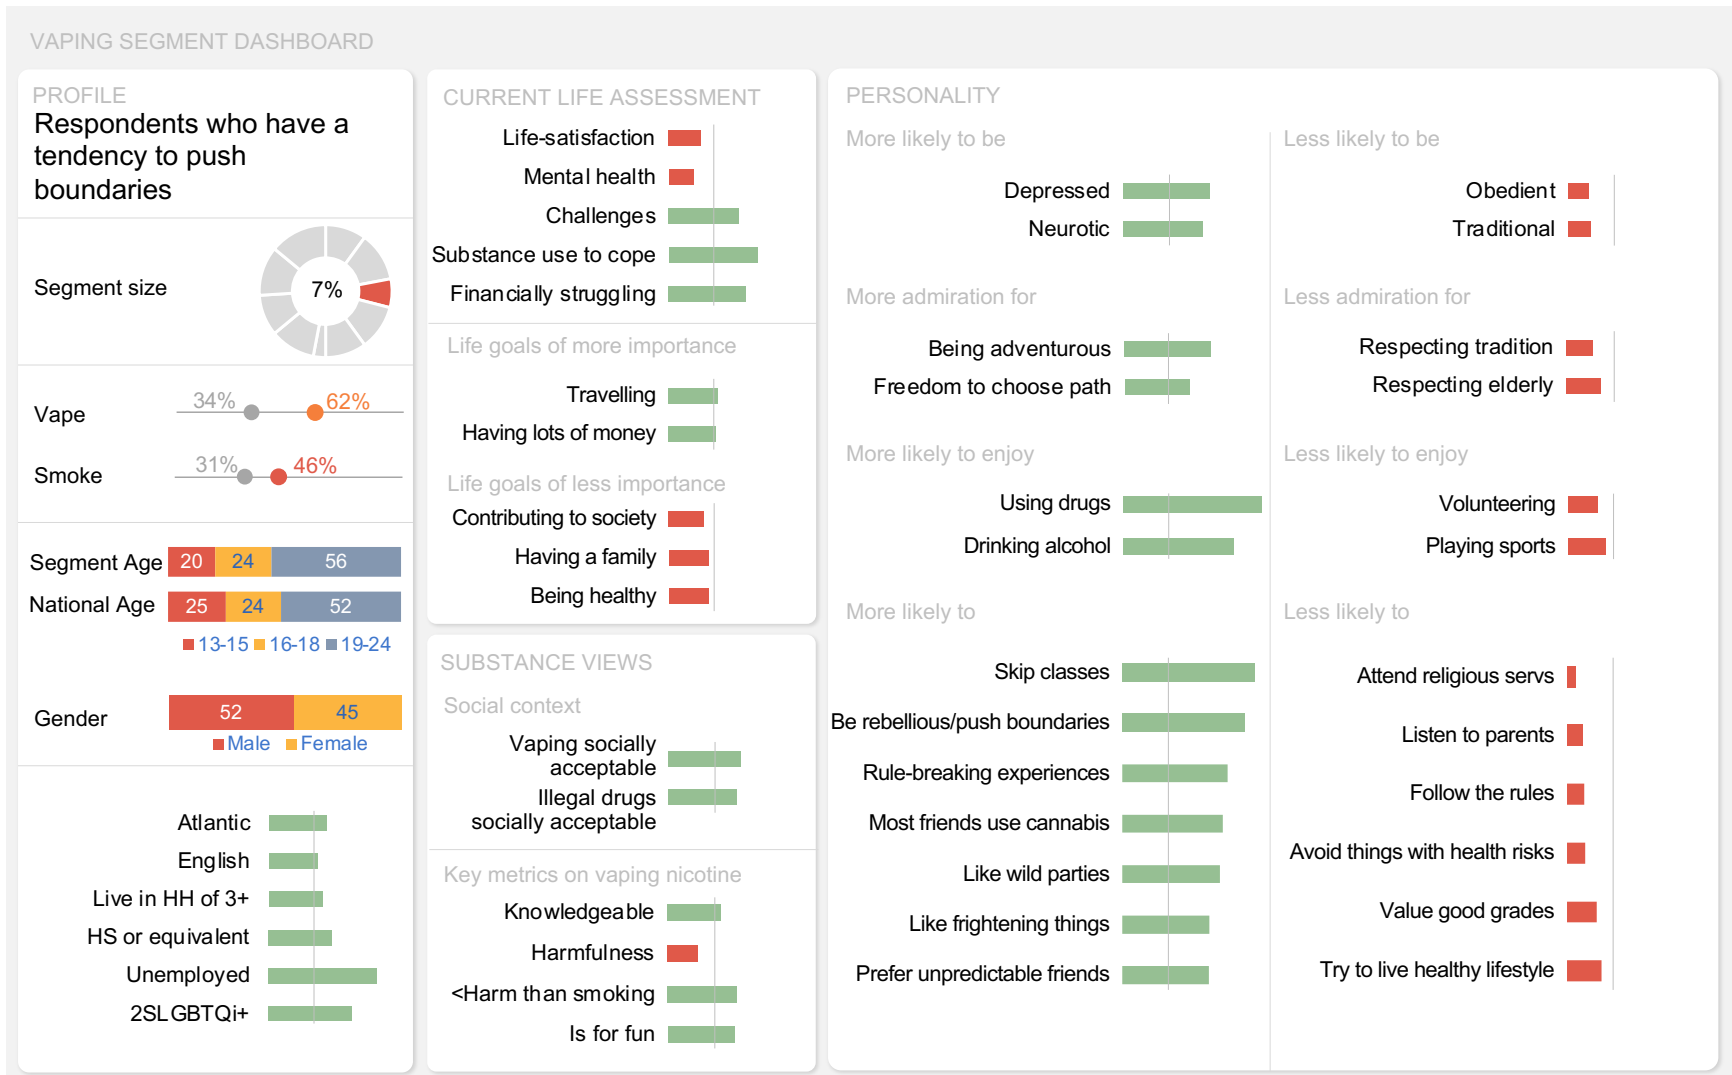 VAPING SEGMENT DASHBOARD
PROFILE
Respondents who have a
tendency to push
boundaries
Segment size
7%
Vape
34%
62%
Smoke
31%
46%
Segment Age
20
24
56
National Age
25
24
52
13-15
16-18
19-24
Gender
52
45
Male
Female
Atlantic
English
Live in HH of 3+
HS or equivalent
Unemployed
2SLGBTQi+
CURRENT LIFE ASSESSMENT
Life-satisfaction
Mental health
Challenges
Substance use to cope
Financially struggling
Life goals of more importance
Travelling
Having lots of money
Life goals of less importance
Contributing to society
Having a family
Being healthy
SUBSTANCE VIEWS
Social context
Vaping socially
acceptable
Illegal drugs
socially acceptable
Key metrics on vaping nicotine
Knowledgeable
Harmfulness
<Harm than smoking
Is for fun
PERSONALITY
More likely to be
Depressed
Neurotic
More admiration for
Being adventurous
Freedom to choose path
More likely to enjoy
Using drugs
Drinking alcohol
More likely to
Skip classes
Be rebellious/push boundaries
Rule-breaking experiences
Most friends use cannabis
Like wild parties
Like frightening things
Prefer unpredictable friends
Less likely to be
Obedient
Traditional
Less admiration for
Respecting tradition
Respecting elderly
Less likely to enjoy
Volunteering
Playing sports
Less likely to
Attend religious servs
Listen to parents
Follow the rules
Avoid things with health risks
Value good grades
Try to live healthy lifestyle